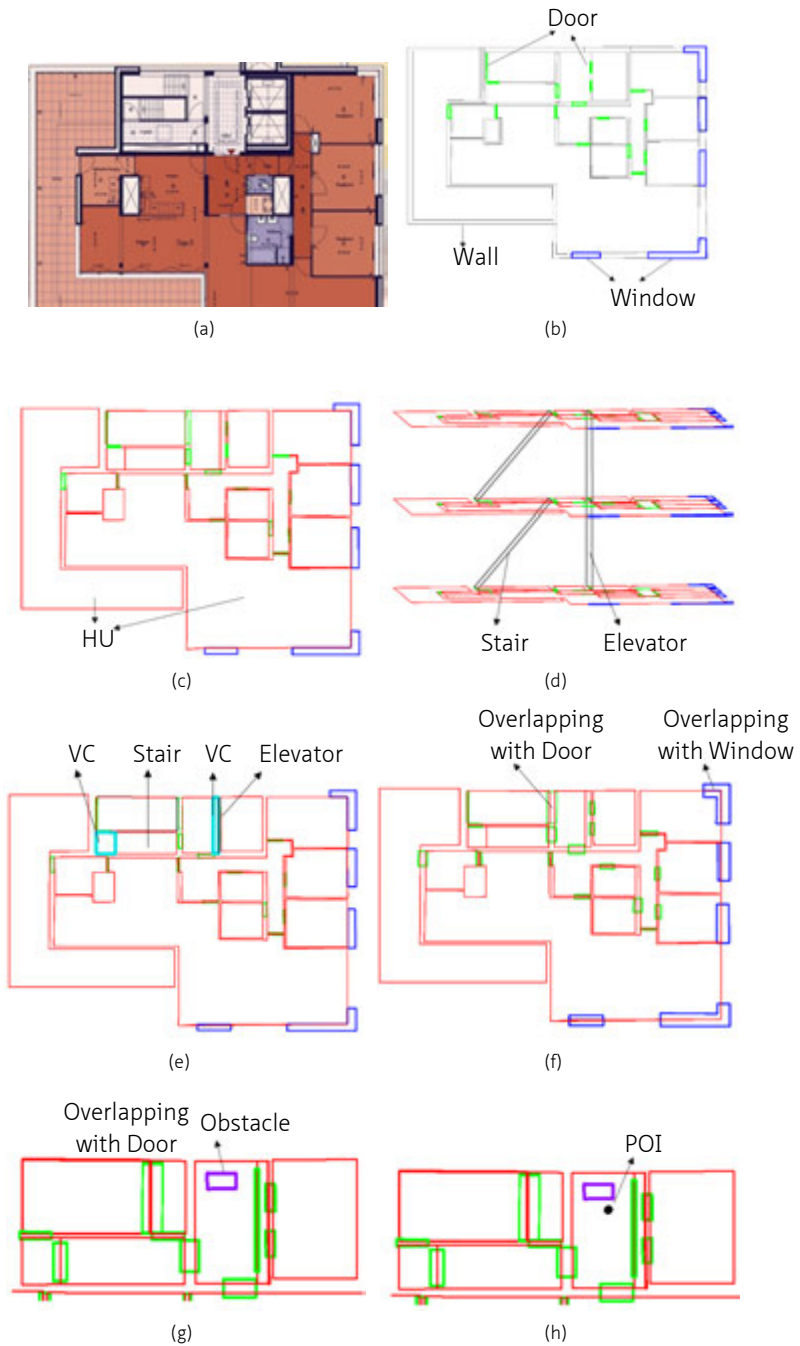 Door
Wall
Window
(a)
(b)
HU
(c)
Stair
Elevator
(d)
VC
Stair
VC
Elevator
(e)
Overlapping
with Door
Overlapping
with Window
(f)
Overlapping
with Door
Obstacle
(g)
POI
(h)